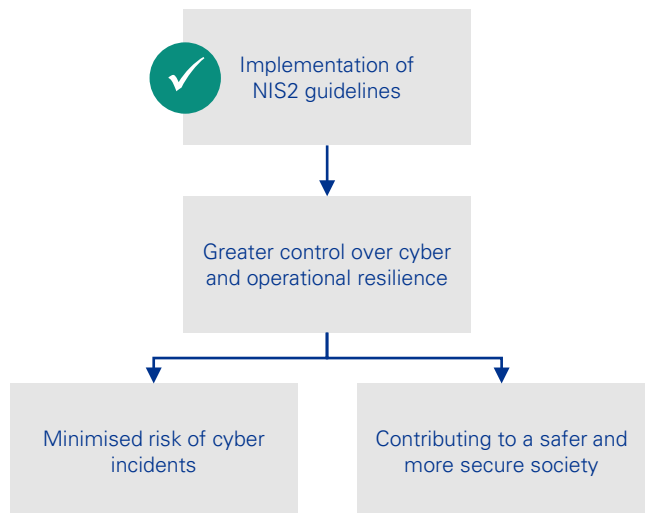 Implementation of
NIS2 guidelines
Greater control over cyber
and operational resilience
Minimised risk of cyber
incidents
Contributing to a safer and
more secure society